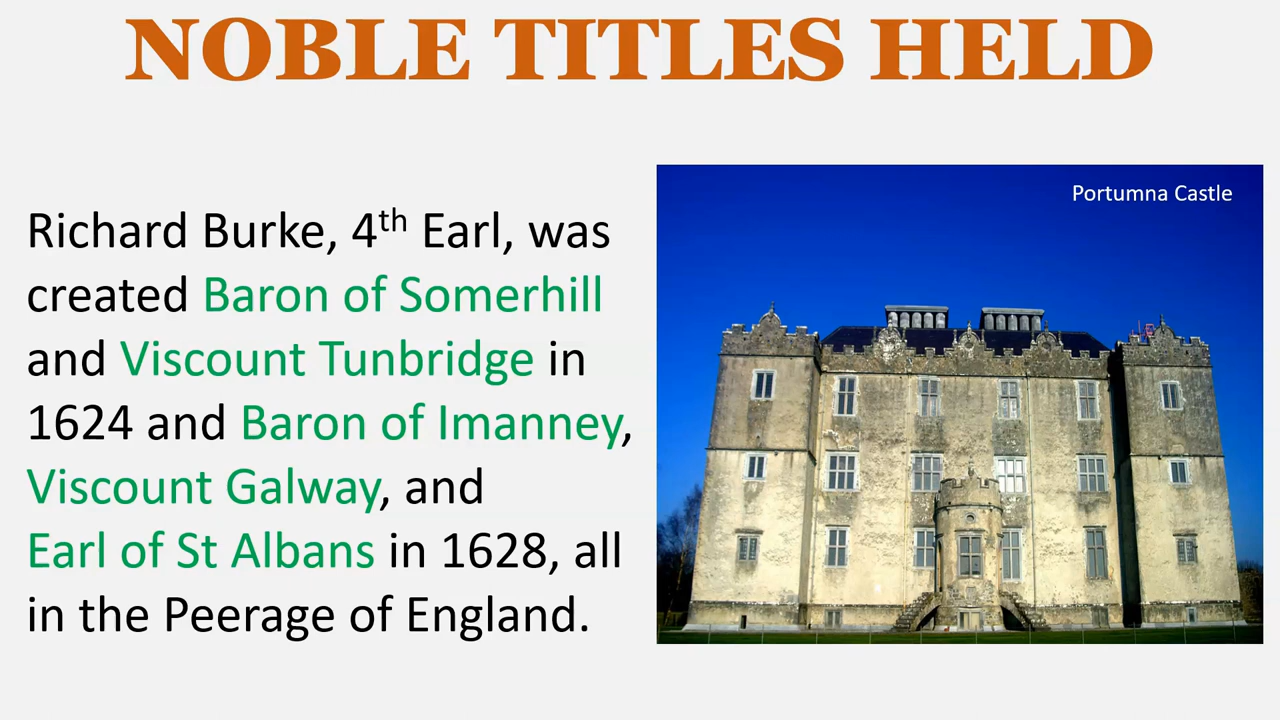 NOBLE TITLES HELD
Portumna Castle
Richard Burke, 4th Earl, was
created Baron of Somerhill
and Viscount Tunbridge in
1624 and Baron of Imanney,
Viscount Galway, and
Earl of St Albans in 1628, all
in the Peerage of England.